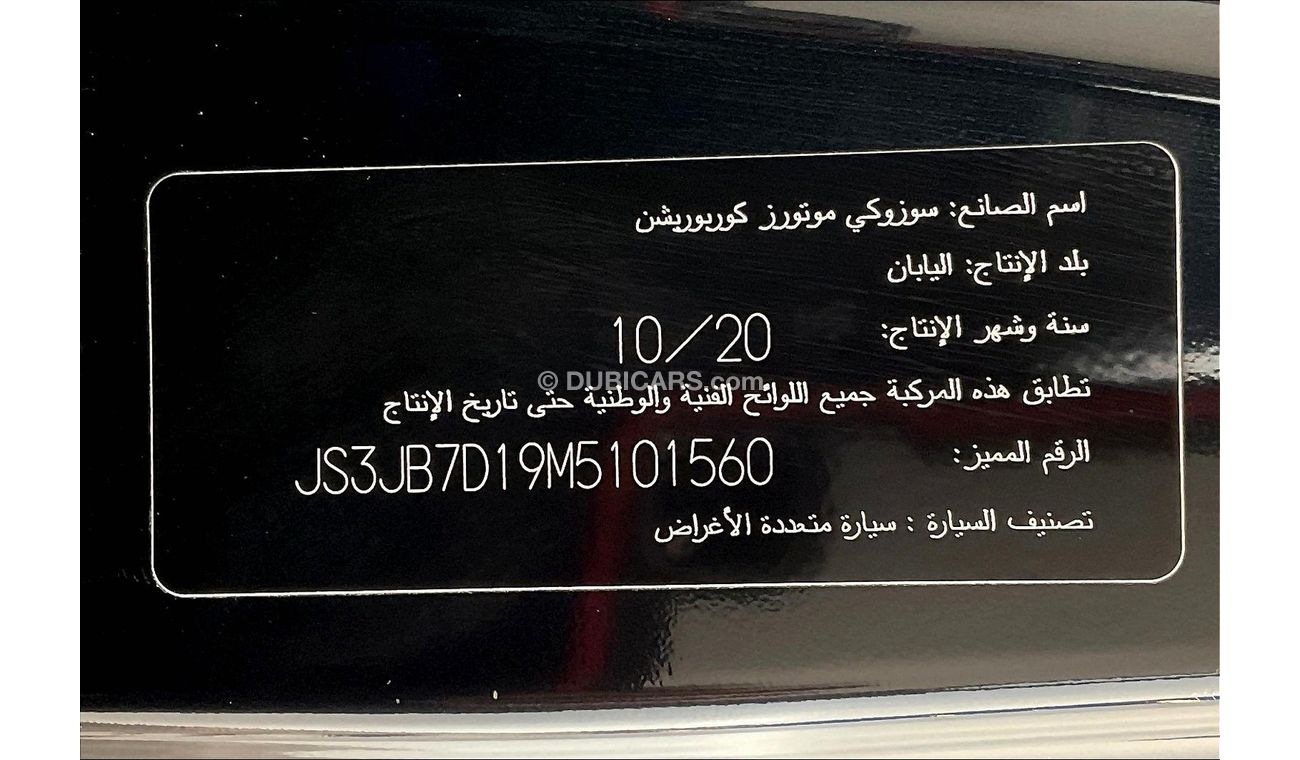 اسم الصانع: سوزوكي موتورز كوربوريشن
بلد الإنتاج: اليابان
سنة وشهر الإنتاج: 10/20
© DUBICARS.com
تطابق هذه المركبة جميع اللوائح الفنية والوطنية حتى تاريخ الإنتاج
الرقم المميز: JS3JB7D19M5101560
تصنيف السيارة : سيارة متعددة الأغراض